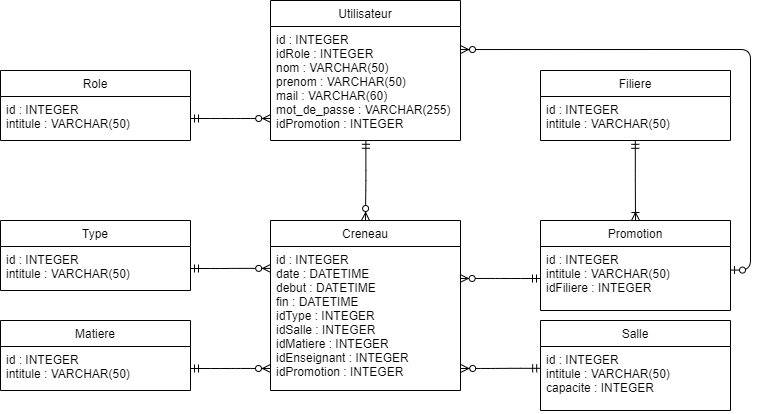 Utilisateur
id : INTEGER
idRole : INTEGER
nom : VARCHAR(50)
prenom : VARCHAR(50)
mail : VARCHAR(60)
mot_de_passe : VARCHAR(255)
idPromotion : INTEGER
Role
id : INTEGER
intitule : VARCHAR(50)
Filiere
id : INTEGER
intitule : VARCHAR(50)
Type
id : INTEGER
intitule : VARCHAR(50)
Creneau
id : INTEGER
date : DATETIME
debut : DATETIME
fin : DATETIME
idType : INTEGER
idSalle : INTEGER
idMatiere : INTEGER
idEnseignant : INTEGER
idPromotion : INTEGER
Promotion
id : INTEGER
intitule : VARCHAR(50)
idFiliere : INTEGER
Matiere
id : INTEGER
intitule : VARCHAR(50)
Salle
id : INTEGER
intitule : VARCHAR(50)
capacite : INTEGER